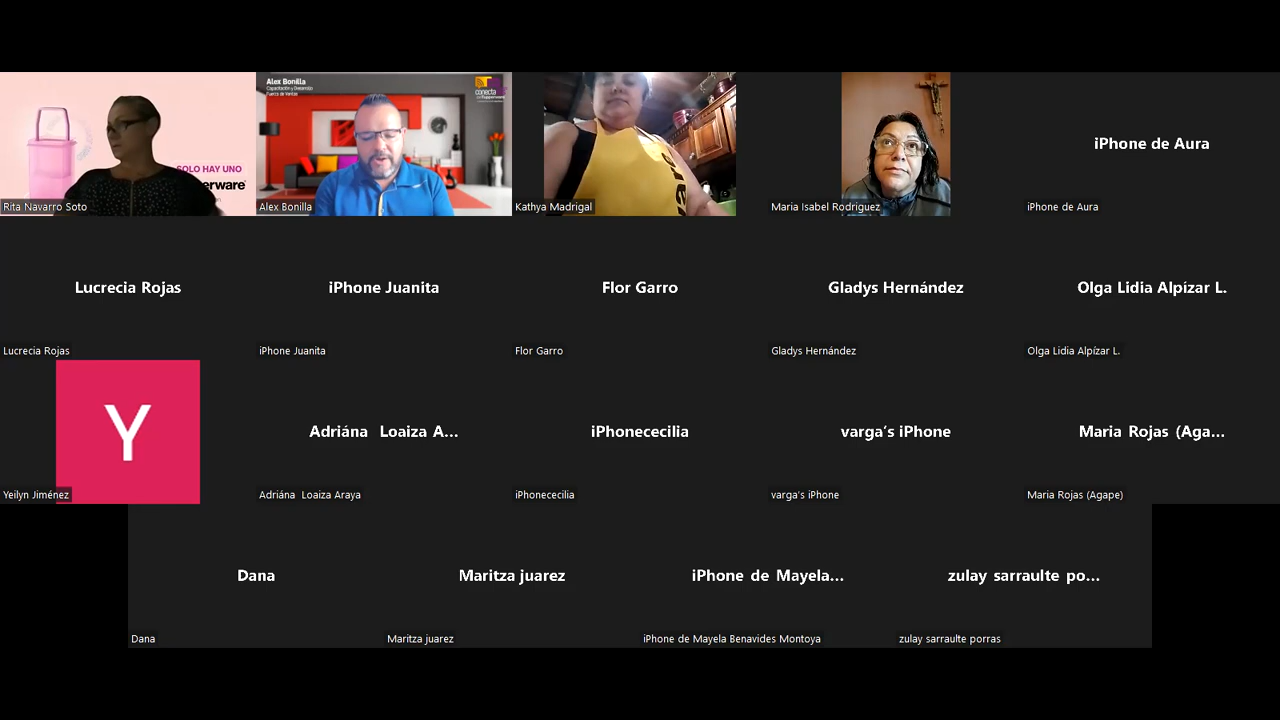 SOLO HAY UNO
Rita Navarro Soto
Alex Bonilla
Capacitación y Desarrollo
Fuerza de Ventas
conecta
Alex Bonilla
Kathya Madrigal
Maria Isabel Rodriguez
iPhone de Aura
iPhone de Aura
Lucrecia Rojas
Lucrecia Rojas
iPhone Juanita
iPhone Juanita
Flor Garro
Flor Garro
Gladys Hernández
Gladys Hernández
Olga Lidia Alpízar L.
Olga Lidia Alpízar L.
Y
Yeilyn Jiménez
Adriána Loaiza A...
Adriána Loaiza Araya
iPhonececilia
iPhonececilia
varga's iPhone
varga's iPhone
Maria Rojas (Aga...
Maria Rojas (Agape)
Dana
Dana
Maritza juarez
Maritza juarez
iPhone de Mayela...
iPhone de Mayela Benavides Montoya
zulay sarraulte po...
zulay sarraulte porras